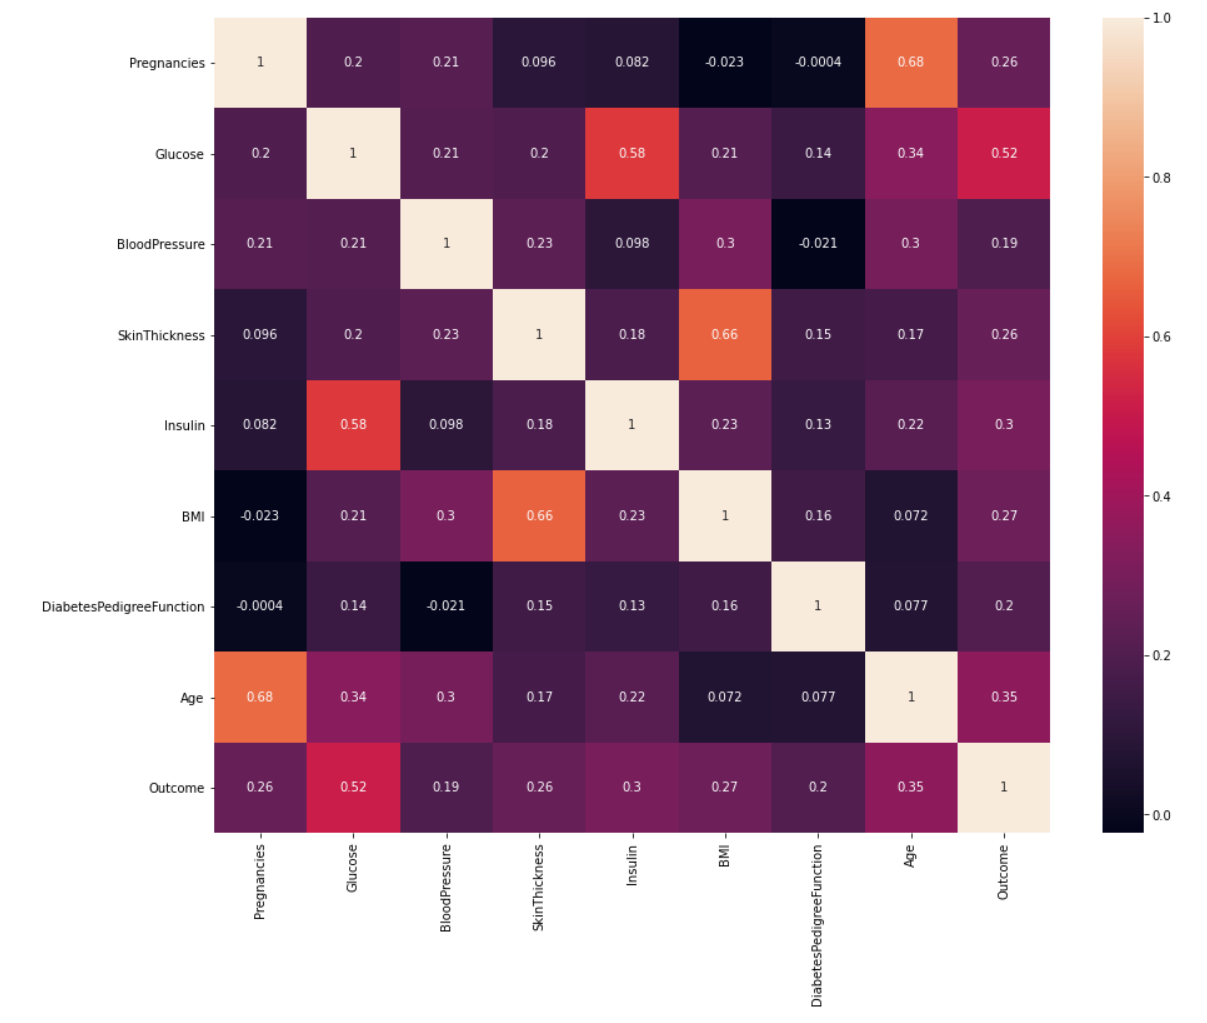 Pregnancies 1 0.2 0.21 0.096 0.082 -0.023 -0.0004 0.68 0.26
Glucose 0.2 1 0.21 0.2 0.58 0.21 0.14 0.34 0.52
BloodPressure 0.21 0.21 1 0.23 0.098 0.3 -0.021 0.3 0.19
SkinThickness 0.096 0.2 0.23 1 0.18 0.66 0.15 0.17 0.26
Insulin 0.082 0.58 0.098 0.18 1 0.23 0.13 0.22 0.3
BMI -0.023 0.21 0.3 0.66 0.23 1 0.16 0.072 0.27
DiabetesPedigreeFunction -0.0004 0.14 -0.021 0.15 0.13 0.16 1 0.077 0.2
Age 0.68 0.34 0.3 0.17 0.22 0.072 0.077 1 0.35
Outcome 0.26 0.52 0.19 0.26 0.3 0.27 0.2 0.35 1
Pregnancies
Glucose
BloodPressure
SkinThickness
Insulin
BMI
DiabetesPedigreeFunction
Age
Outcome
1.0
0.8
0.6
0.4
0.2
0.0